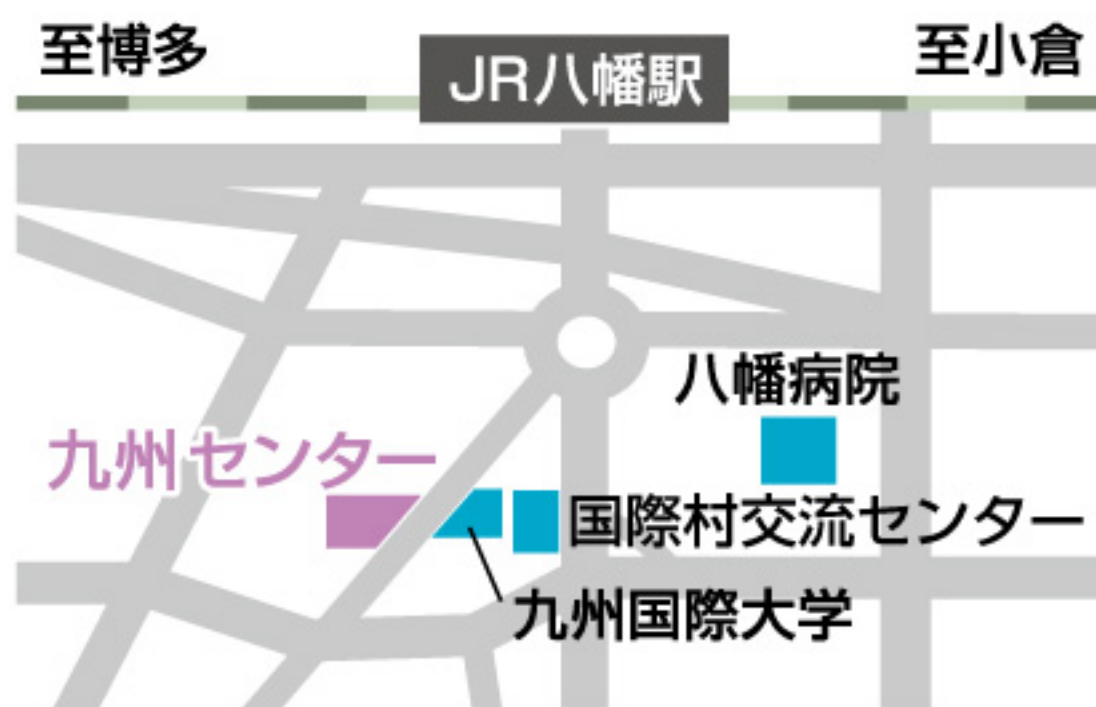 至博多
JR八幡駅
至小倉
八幡病院
九州センター
国際村交流センター
九州国際大学